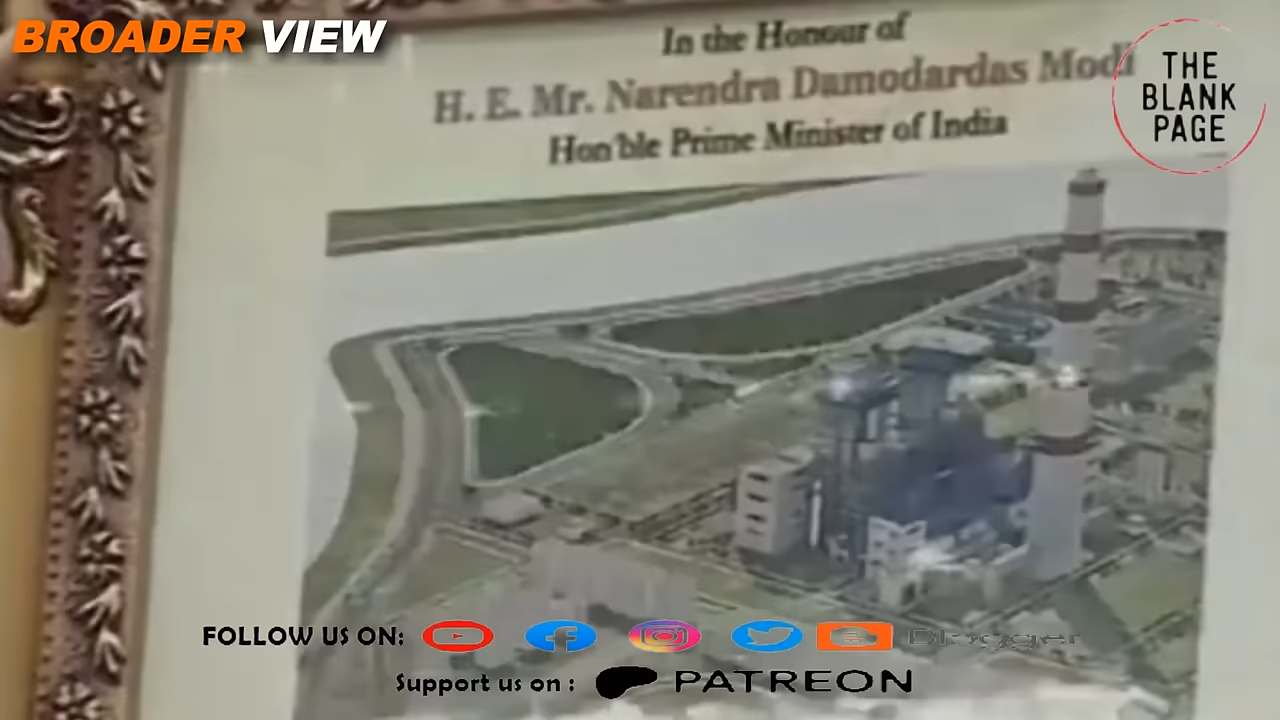 BROADER VIEW
In the Honour of
H. E. Mr. Narendra Damodardas Modi
Hon'ble Prime Minister of India
THE
BLANK
PAGE
FOLLOW US ON:
Blogger
Support us on :
PATREON